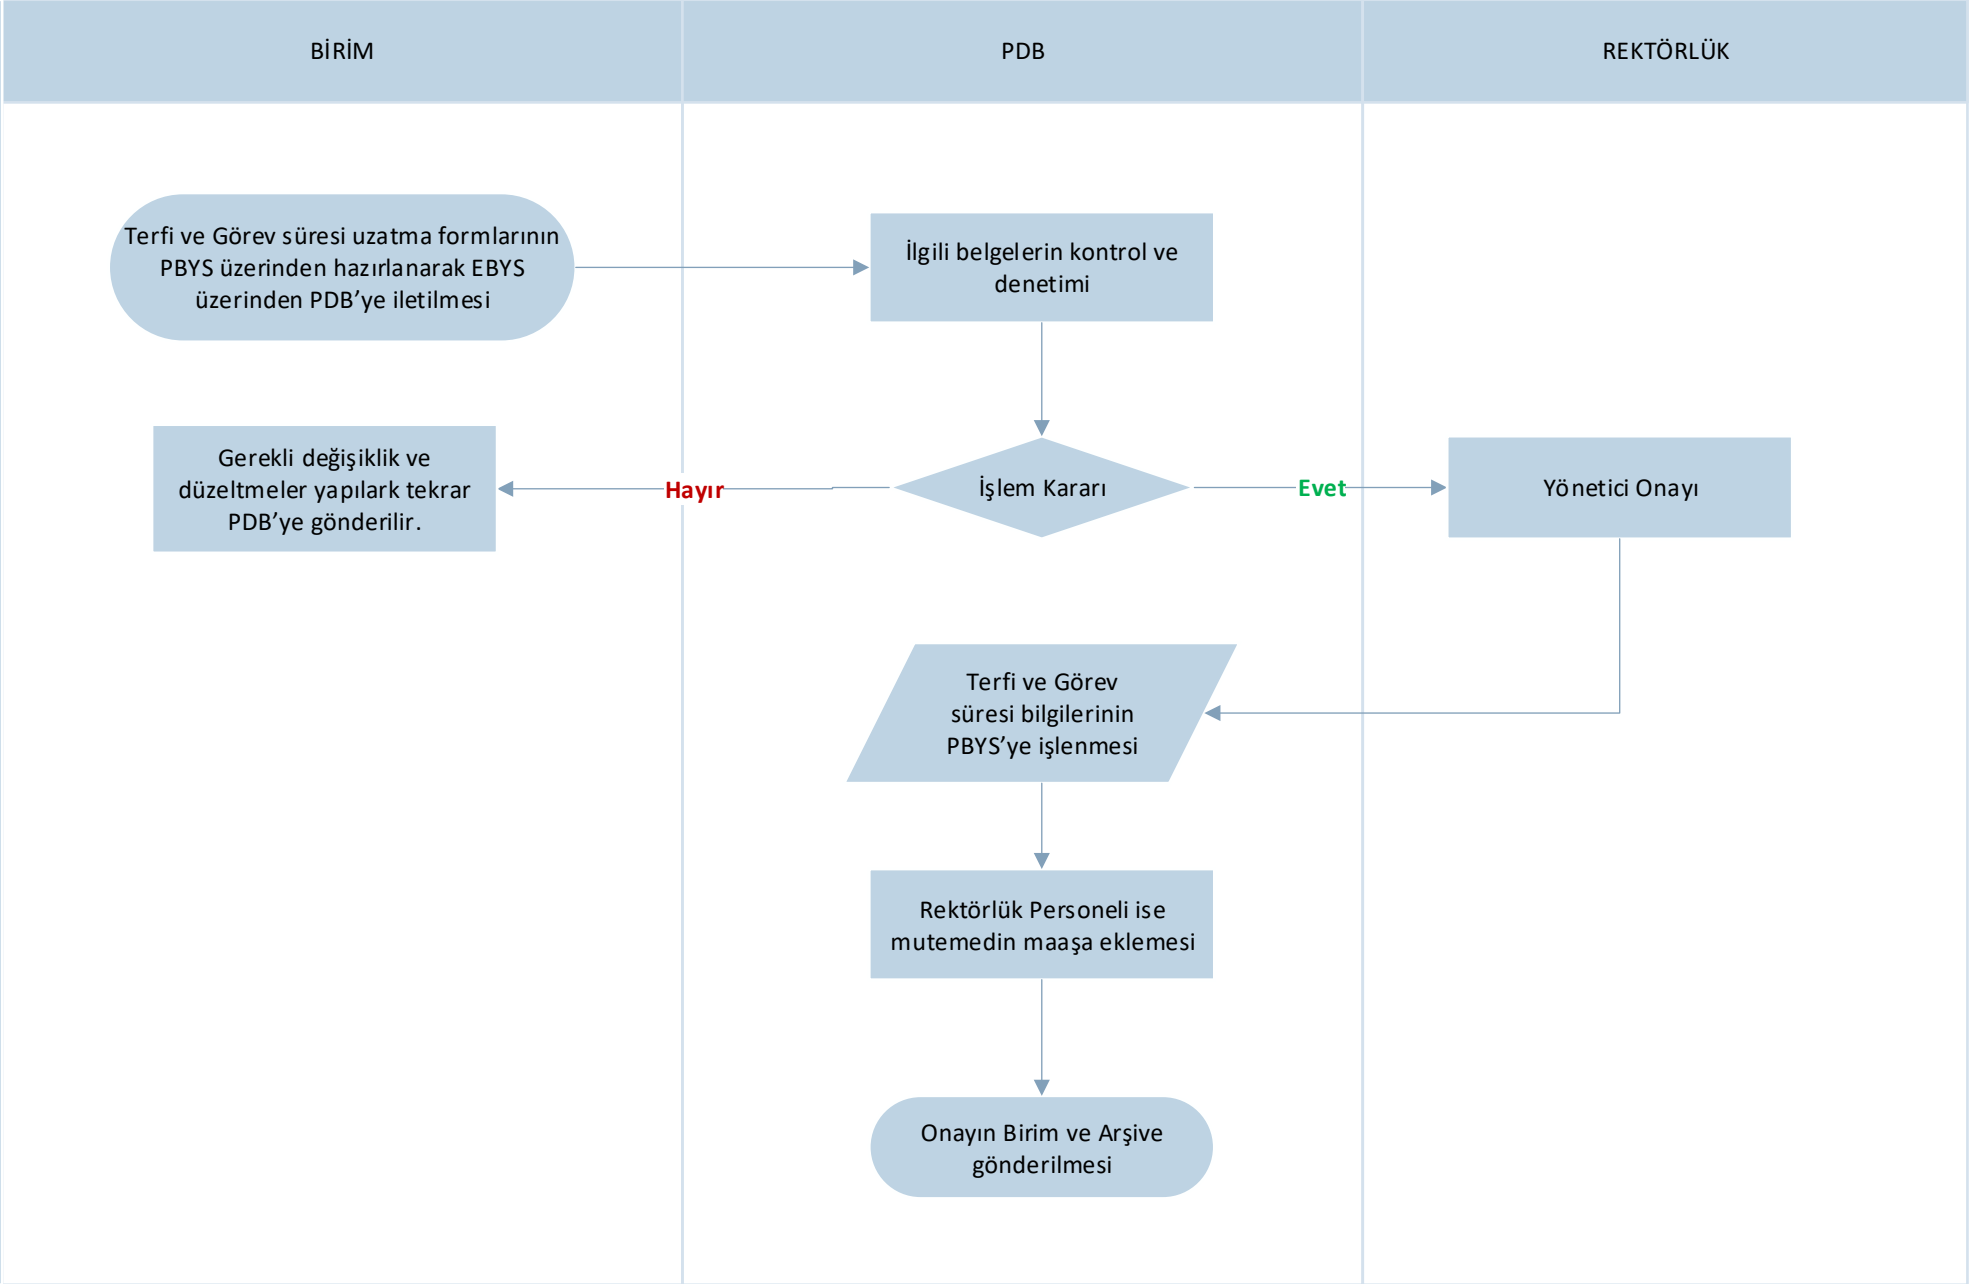 BİRİM
PDB
REKTÖRLÜK
Terfi ve Görev süresi uzatma formlarının
PBYS üzerinden hazırlanarak EBYS
üzerinden PDB’ye iletilmesi
İlgili belgelerin kontrol ve
denetimi
Gerekli değişiklik ve
düzeltmeler yapılark tekrar
PDB’ye gönderilir.
Hayır
İşlem Kararı
Evet
Yönetici Onayı
Terfi ve Görev
süresi bilgilerinin
PBYS’ye işlenmesi
Rektörlük Personeli ise
mutemedin maaşa eklemesi
Onayın Birim ve Arşive
gönderilmesi